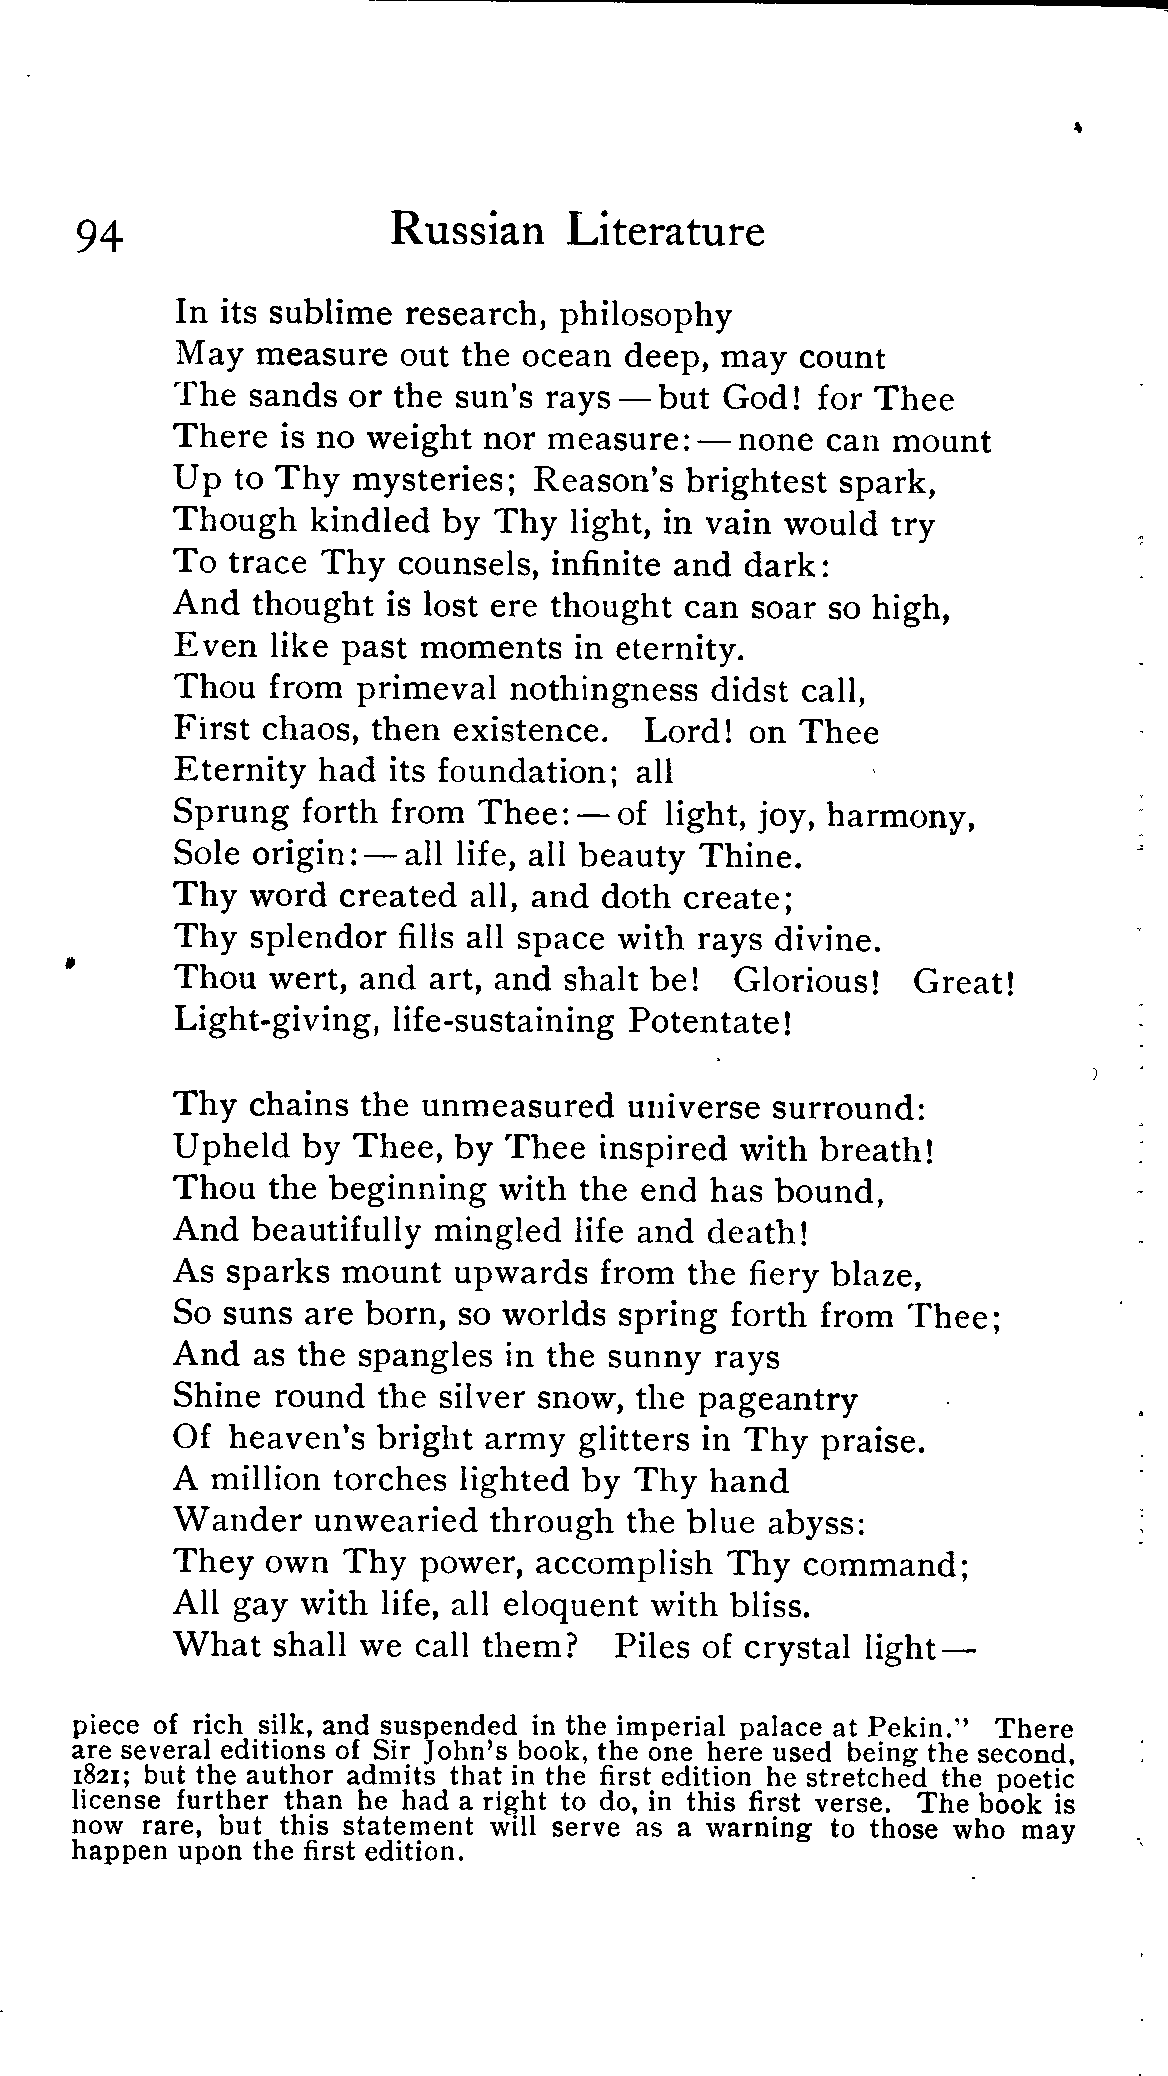 94 Russian Literature
In its sublime research, philosophy
May measure out the ocean deep, may count
The sands or the sun's rays — but God! for Thee
There is no weight nor measure: — none can mount
Up to Thy mysteries; Reason's brightest spark,
Though kindled by Thy light, in vain would try
To trace Thy counsels, infinite and dark:
And thought is lost ere thought can soar so high,
Even like past moments in eternity.
Thou from primeval nothingness didst call,
First chaos, then existence. Lord! on Thee
Eternity had its foundation; all
Sprung forth from Thee: — of light, joy, harmony,
Sole origin: — all life, all beauty Thine.
Thy word created all, and doth create;
Thy splendor fills all space with rays divine.
Thou wert, and art, and shalt be! Glorious! Great!
Light-giving, life-sustaining Potentate!
Thy chains the unmeasured universe surround:
Upheld by Thee, by Thee inspired with breath!
Thou the beginning with the end has bound,
And beautifully mingled life and death!
As sparks mount upwards from the fiery blaze,
So suns are born, so worlds spring forth from Thee;
And as the spangles in the sunny rays
Shine round the silver snow, the pageantry
Of heaven's bright army glitters in Thy praise.
A million torches lighted by Thy hand
Wander unwearied through the blue abyss:
They own Thy power, accomplish Thy command;
All gay with life, all eloquent with bliss.
What shall we call them? Piles of crystal light—
piece of rich silk, and suspended in the imperial palace at Pekin." There
are several editions of Sir John's book, the one here used being the second,
1821; but the author admits that in the first edition he stretched the poetic
license further than he had a right to do, in this first verse. The book is
now rare, but this statement will serve as a warning to those who may
happen upon the first edition.